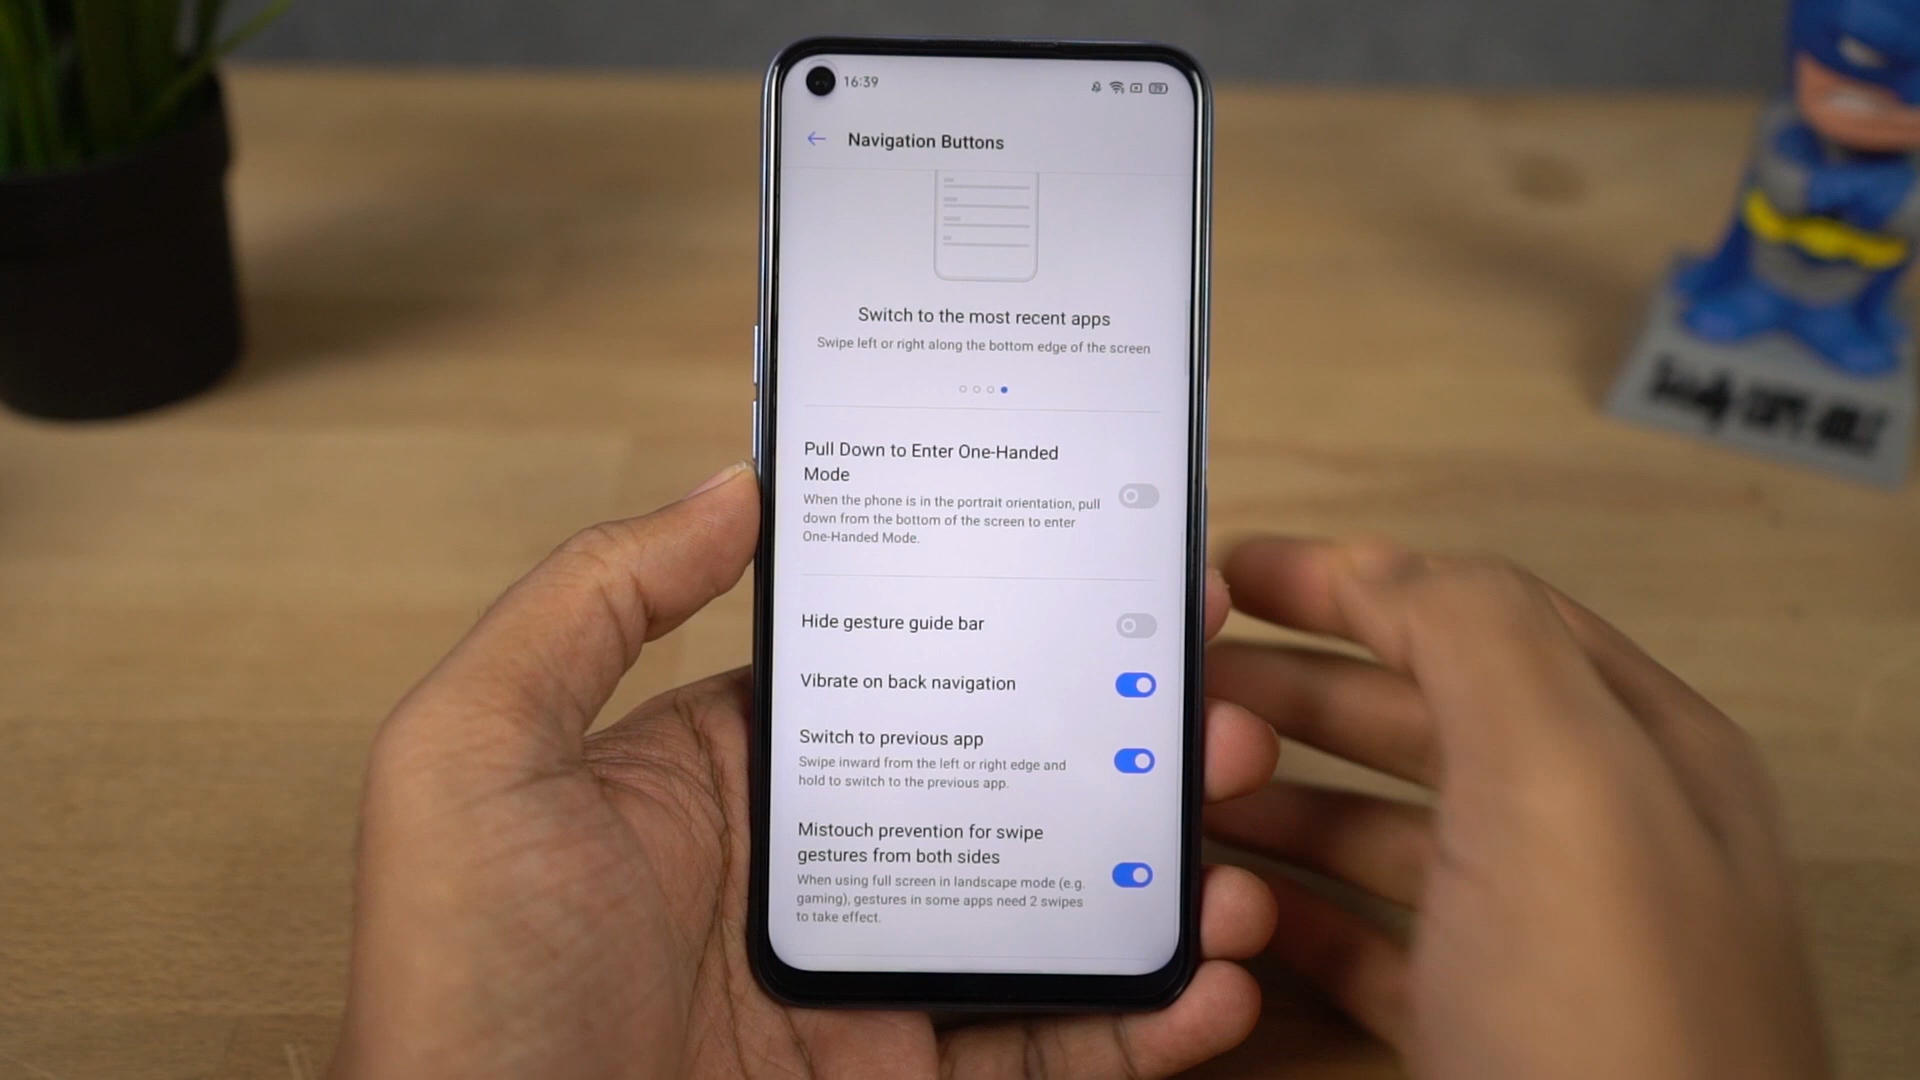 16:39
Navigation Buttons
Switch to the most recent apps
Swipe left or right along the bottom edge of the screen
Pull Down to Enter One-Handed
Mode
When the phone is in the portrait orientation, pull
down from the bottom of the screen to enter
One-Handed Mode.
Hide gesture guide bar
Vibrate on back navigation
Switch to previous app
Swipe inward from the left or right edge and
hold to switch to the previous app.
Mistouch prevention for swipe
gestures from both sides
When using full screen in landscape mode (e.g.
gaming), gestures in some apps need 2 swipes
to take effect.